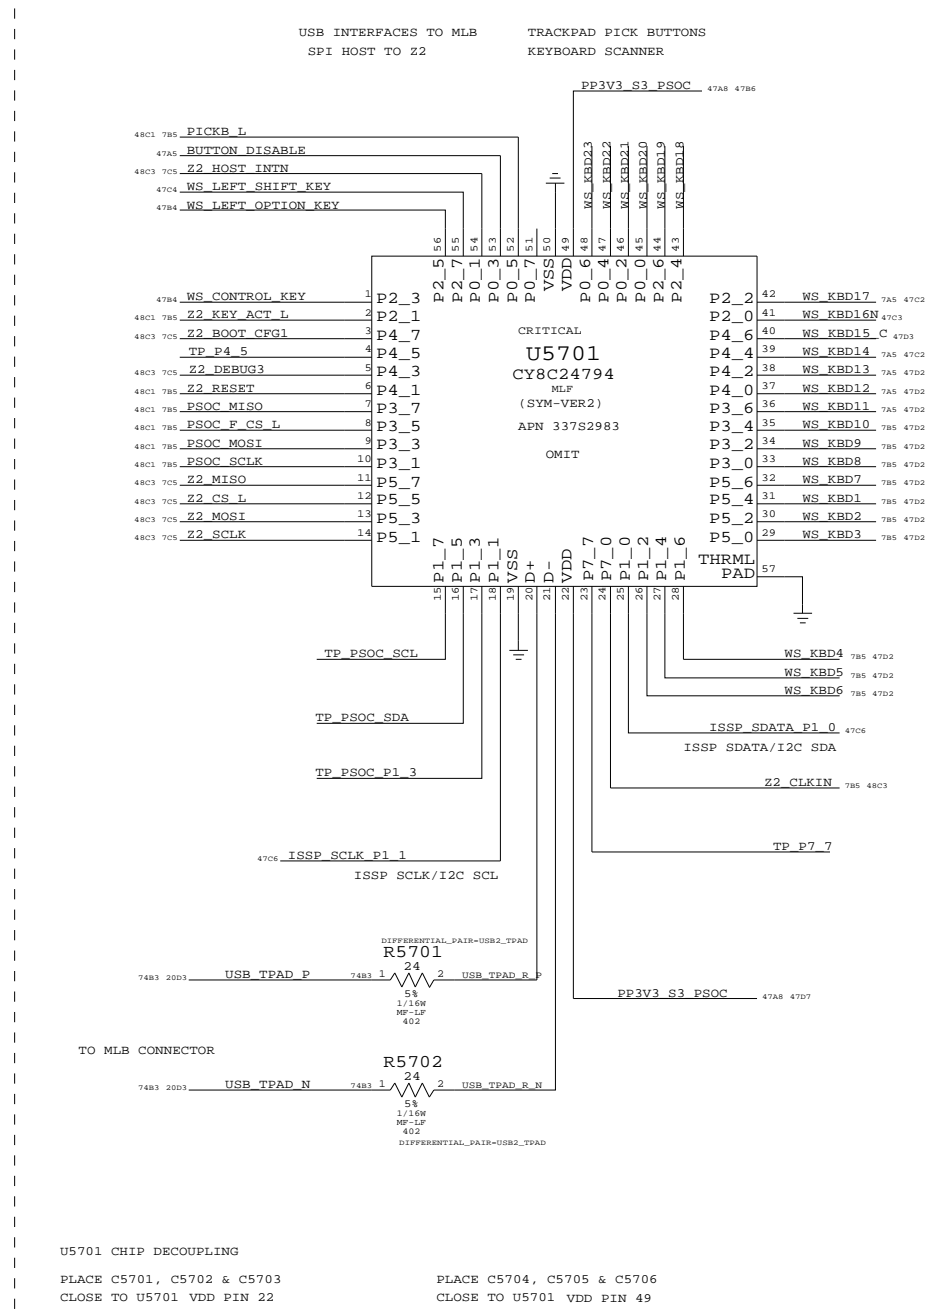 USB INTERFACES TO MLB
SPI HOST TO Z2
TRACKPAD PICK BUTTONS
KEYBOARD SCANNER
PP3V3_S3_PSOC 47A8 47B6
48C1 7B5 PICKB_L
47A5 BUTTON_DISABLE
48C3 7C5 Z2_HOST_INTN
47C4 WS_LEFT_SHIFT_KEY
47B4 WS_LEFT_OPTION_KEY
WS_KBD23
WS_KBD22
WS_KBD21
WS_KBD20
WS_KBD19
WS_KBD18
56
55
54
53
52
51
50
49
48
47
46
45
44
43
P2_5
P2_7
P0_1
P0_3
P0_5
P0_7
VSS
VDD
P0_6
P0_4
P0_2
P0_0
P2_6
P2_4
47B4 WS_CONTROL_KEY 1 P2_3
48C1 7B5 Z2_KEY_ACT_L 2 P2_1
48C3 7C5 Z2_BOOT_CFG1 3 P4_7
TP_P4_5 4 P4_5
48C3 7C5 Z2_DEBUG3 5 P4_3
48C1 7B5 Z2_RESET 6 P4_1
48C1 7B5 PSOC_MISO 7 P3_7
48C1 7B5 PSOC_F_CS_L 8 P3_5
48C1 7B5 PSOC_MOSI 9 P3_3
48C1 7B5 PSOC_SCLK 10 P3_1
48C3 7C5 Z2_MISO 11 P5_7
48C3 7C5 Z2_CS_L 12 P5_5
48C3 7C5 Z2_MOSI 13 P5_3
48C3 7C5 Z2_SCLK 14 P5_1
CRITICAL
U5701
CY8C24794
MLF
(SYM-VER2)
APN 337S2983
OMIT
P2_2 42 WS_KBD17 7A5 47C2
P2_0 41 WS_KBD16N 47C3
P4_6 40 WS_KBD15_C 47D3
P4_4 39 WS_KBD14 7A5 47C2
P4_2 38 WS_KBD13 7A5 47D2
P4_0 37 WS_KBD12 7A5 47D2
P3_6 36 WS_KBD11 7A5 47D2
P3_4 35 WS_KBD10 7B5 47D2
P3_2 34 WS_KBD9 7B5 47D2
P3_0 33 WS_KBD8 7B5 47D2
P5_6 32 WS_KBD7 7B5 47D2
P5_4 31 WS_KBD1 7B5 47D2
P5_2 30 WS_KBD2 7B5 47D2
P5_0 29 WS_KBD3 7B5 47D2
THRML
PAD 57
P1_7
P1_5
P1_3
P1_1
VSS
D+
D-
VDD
P7_7
P7_0
P1_0
P1_2
P1_4
P1_6
15
16
17
18
19
20
21
22
23
24
25
26
27
28
TP_PSOC_SCL
WS_KBD4 7B5 47D2
WS_KBD5 7B5 47D2
WS_KBD6 7B5 47D2
TP_PSOC_SDA
ISSP_SDATA_P1_0 47C6
ISSP SDATA/I2C SDA
TP_PSOC_P1_3
Z2_CLKIN 7B5 48C3
TP_P7_7
47C6 ISSP_SCLK_P1_1
ISSP SCLK/I2C SCL
DIFFERENTIAL_PAIR=USB2_TPAD
R5701
24
74B3 20D3 USB_TPAD_P 74B3 1 2 USB_TPAD_R_P
5%
1/16W
MF-LF
402
PP3V3_S3_PSOC 47A8 47D7
TO MLB CONNECTOR
R5702
24
74B3 20D3 USB_TPAD_N 74B3 1 2 USB_TPAD_R_N
5%
1/16W
MF-LF
402
DIFFERENTIAL_PAIR=USB2_TPAD
U5701 CHIP DECOUPLING
PLACE C5701, C5702 & C5703
CLOSE TO U5701 VDD PIN 22
PLACE C5704, C5705 & C5706
CLOSE TO U5701 VDD PIN 49